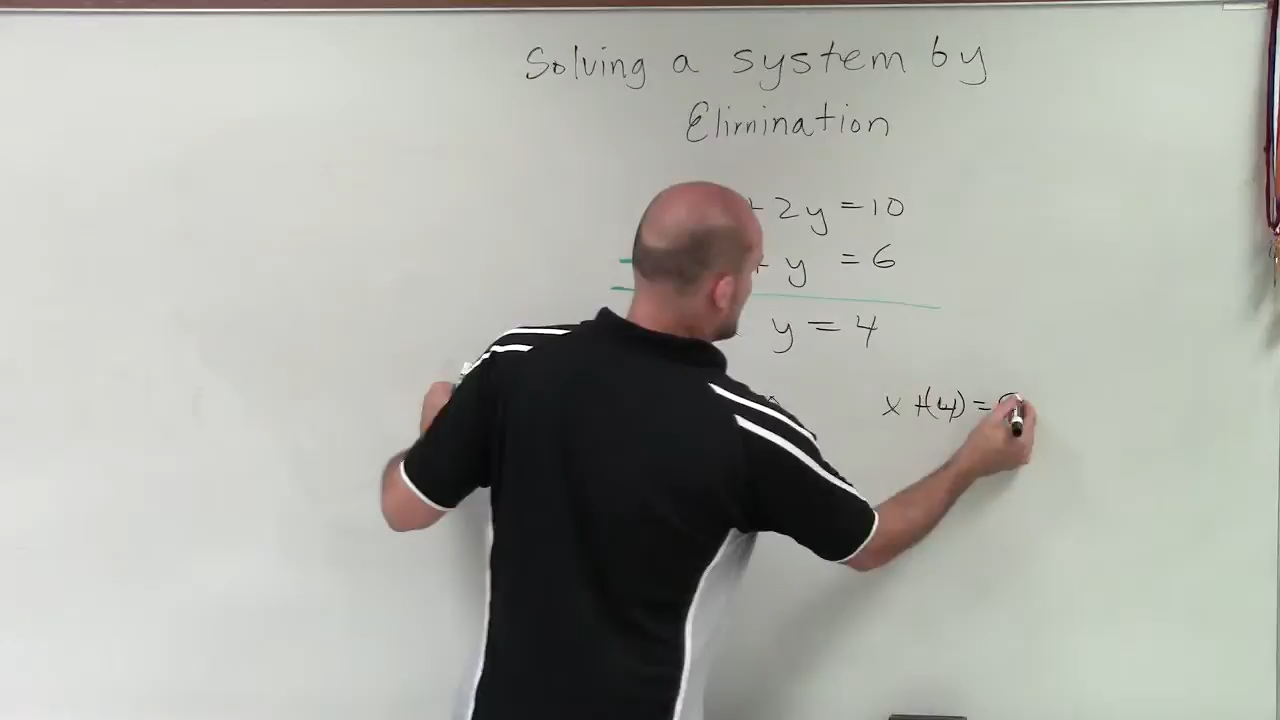 Solving a system by
Elimination
+ 2y = 10
+ y = 6
y = 4
x +(4) =